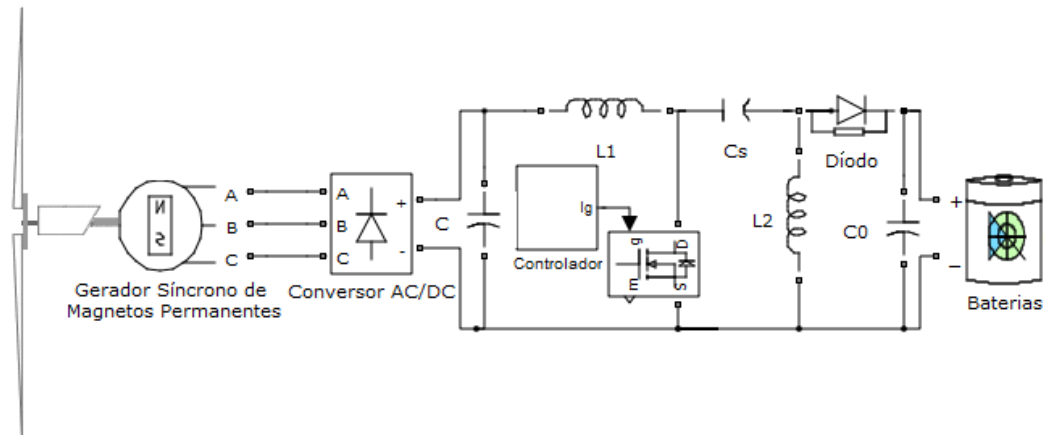 L1
Cs
Díodo
A
B
C
A
B
C
+
-
C
Ig
Controlador
g
D
m
S
L2
C0
+
−
N
S
Gerador Síncrono de
Magnetos Permanentes
Conversor AC/DC
Baterias